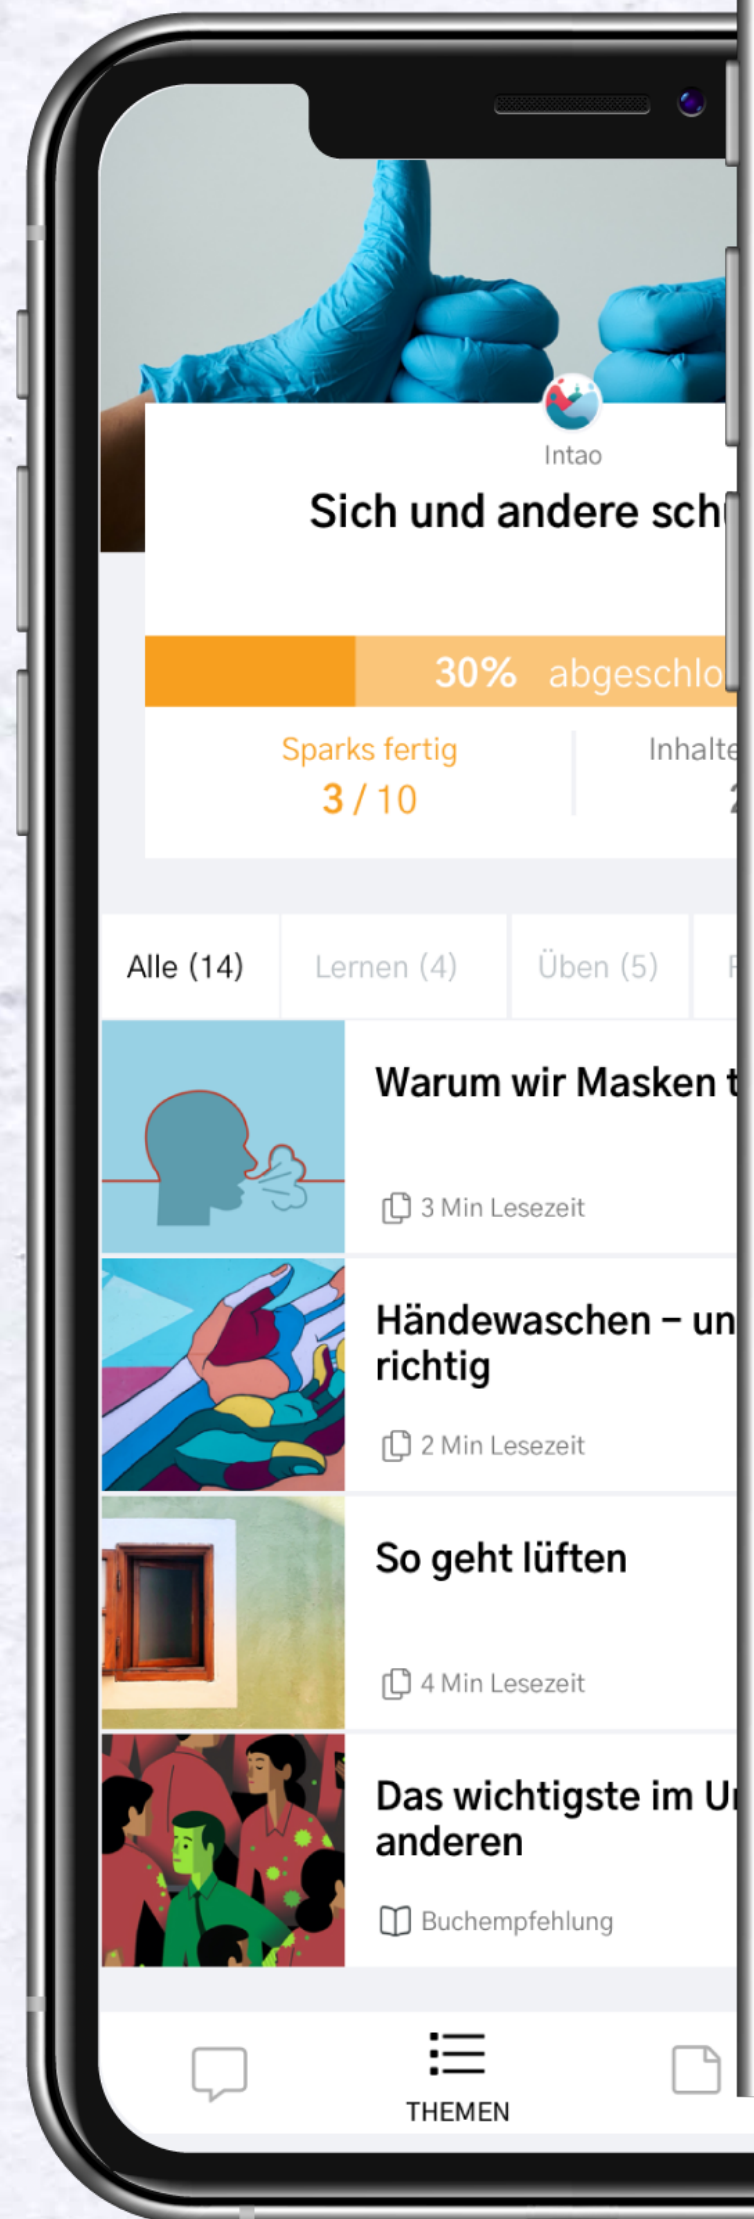 Intao
Sich und andere
30% abgeschlo
Sparks fertig
Inhalte
3 / 10
Alle (14)
Lernen (4)
Üben (5)
Warum wir Masken
3 Min Lesezeit
Händewaschen – un
richtig
2 Min Lesezeit
So geht lüften
4 Min Lesezeit
Das wichtigste im
anderen
Buchempfehlung
THEMEN